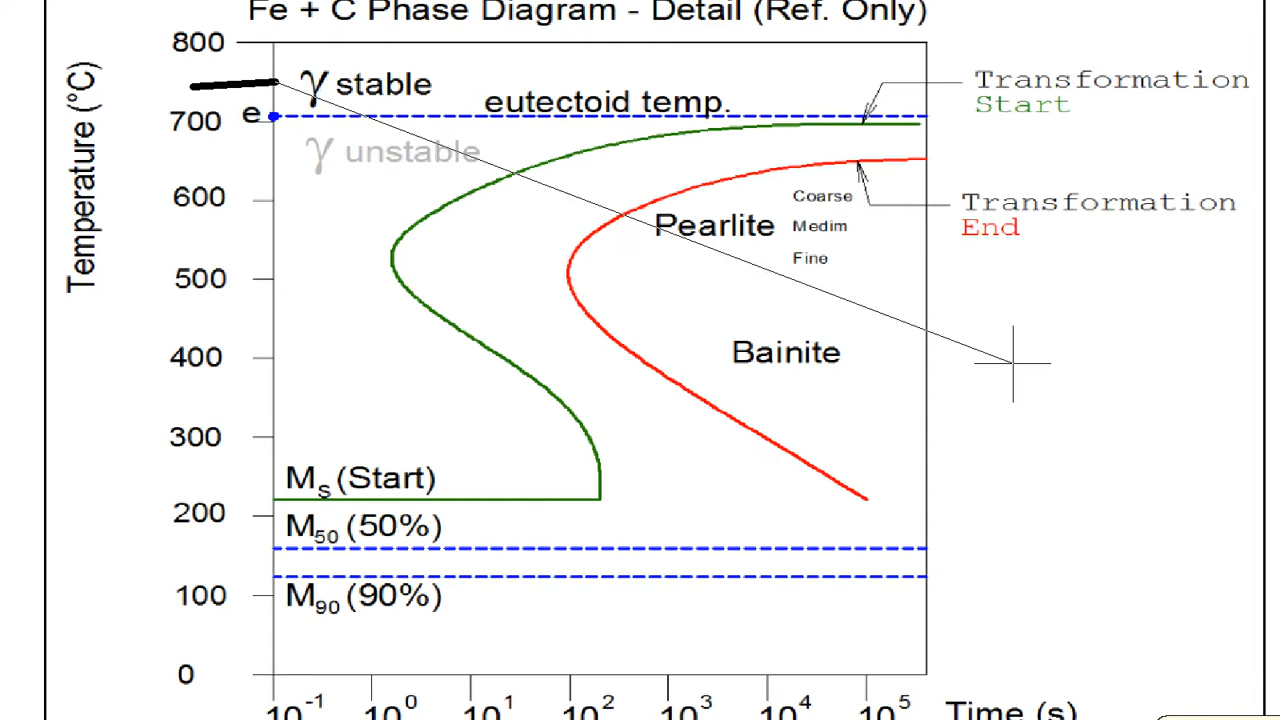 Fe + C Phase Diagram - Detail (Ref. Only)
800
γ stable
Transformation
Start
eutectoid temp.
e
700
γ unstable
Temperature (°C)
600
Coarse
Transformation
Pearlite
Medim
End
Fine
500
Bainite
400
300
Ms (Start)
200
M50 (50%)
100
M90 (90%)
0
10-1 100 101 102 103 104 105 Time (s)